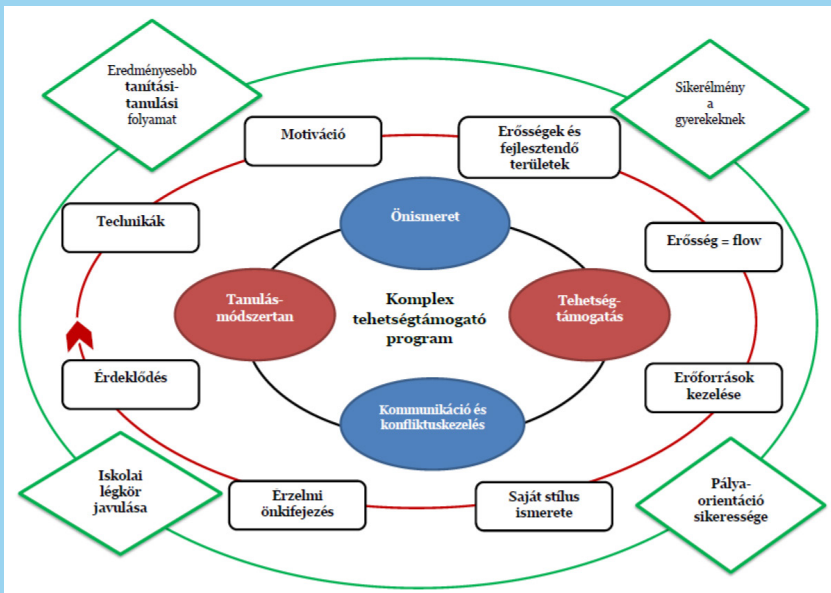 Eredményesebb
tanítási-
tanulási
folyamat
Sikerélmény
a
gyerekeknek
Motiváció
Erősségek és
fejlesztendő
területek
Technikák
Önismeret
Erősség = flow
Tanulás-
módszertan
Komplex
tehetségtámogató
program
Tehetség-
támogatás
Érdeklődés
Erőforrások
kezelése
Kommunikáció és
konfliktuskezelés
Iskolai
légkör
javulása
Érzelmi
önkifejezés
Saját stílus
ismerete
Pálya-
orientáció
sikeressége